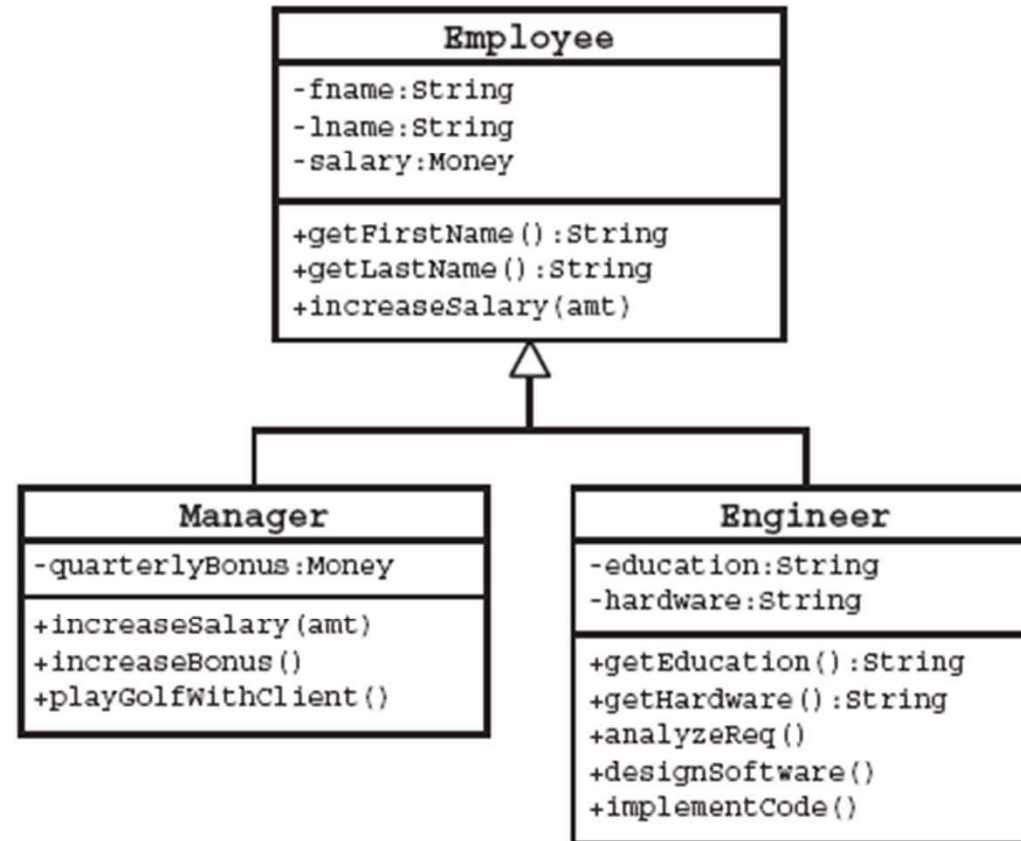 Employee
-fname:String
-lname:String
-salary:Money
+getFirstName():String
+getLastName():String
+increaseSalary(amt)
Manager
-quarterlyBonus:Money
+increaseSalary(amt)
+increaseBonus()
+playGolfWithClient()
Engineer
-education:String
-hardware:String
+getEducation():String
+getHardware():String
+analyzeReq()
+designSoftware()
+implementCode()